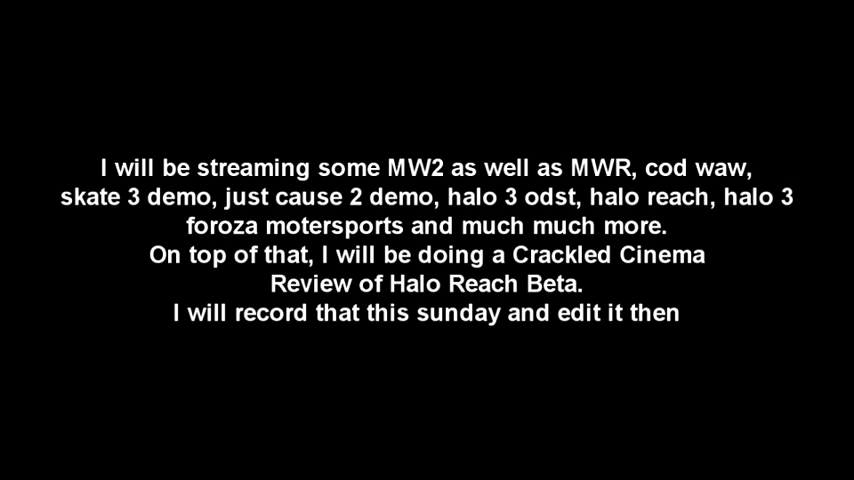 I will be streaming some MW2 as well as MWR, cod waw,
skate 3 demo, just cause 2 demo, halo 3 odst, halo reach, halo 3
foroza motersports and much much more.
On top of that, I will be doing a Crackled Cinema
Review of Halo Reach Beta.
I will record that this sunday and edit it then